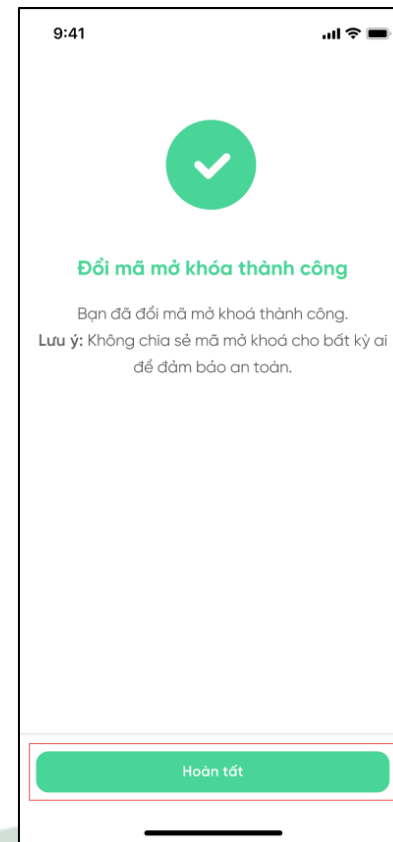 9:41
Đổi mã mở khóa thành công
Bạn đã đổi mã mở khoá thành công.
Lưu ý: Không chia sẻ mã mở khoá cho bất kỳ ai
để đảm bảo an toàn.
Hoàn tất